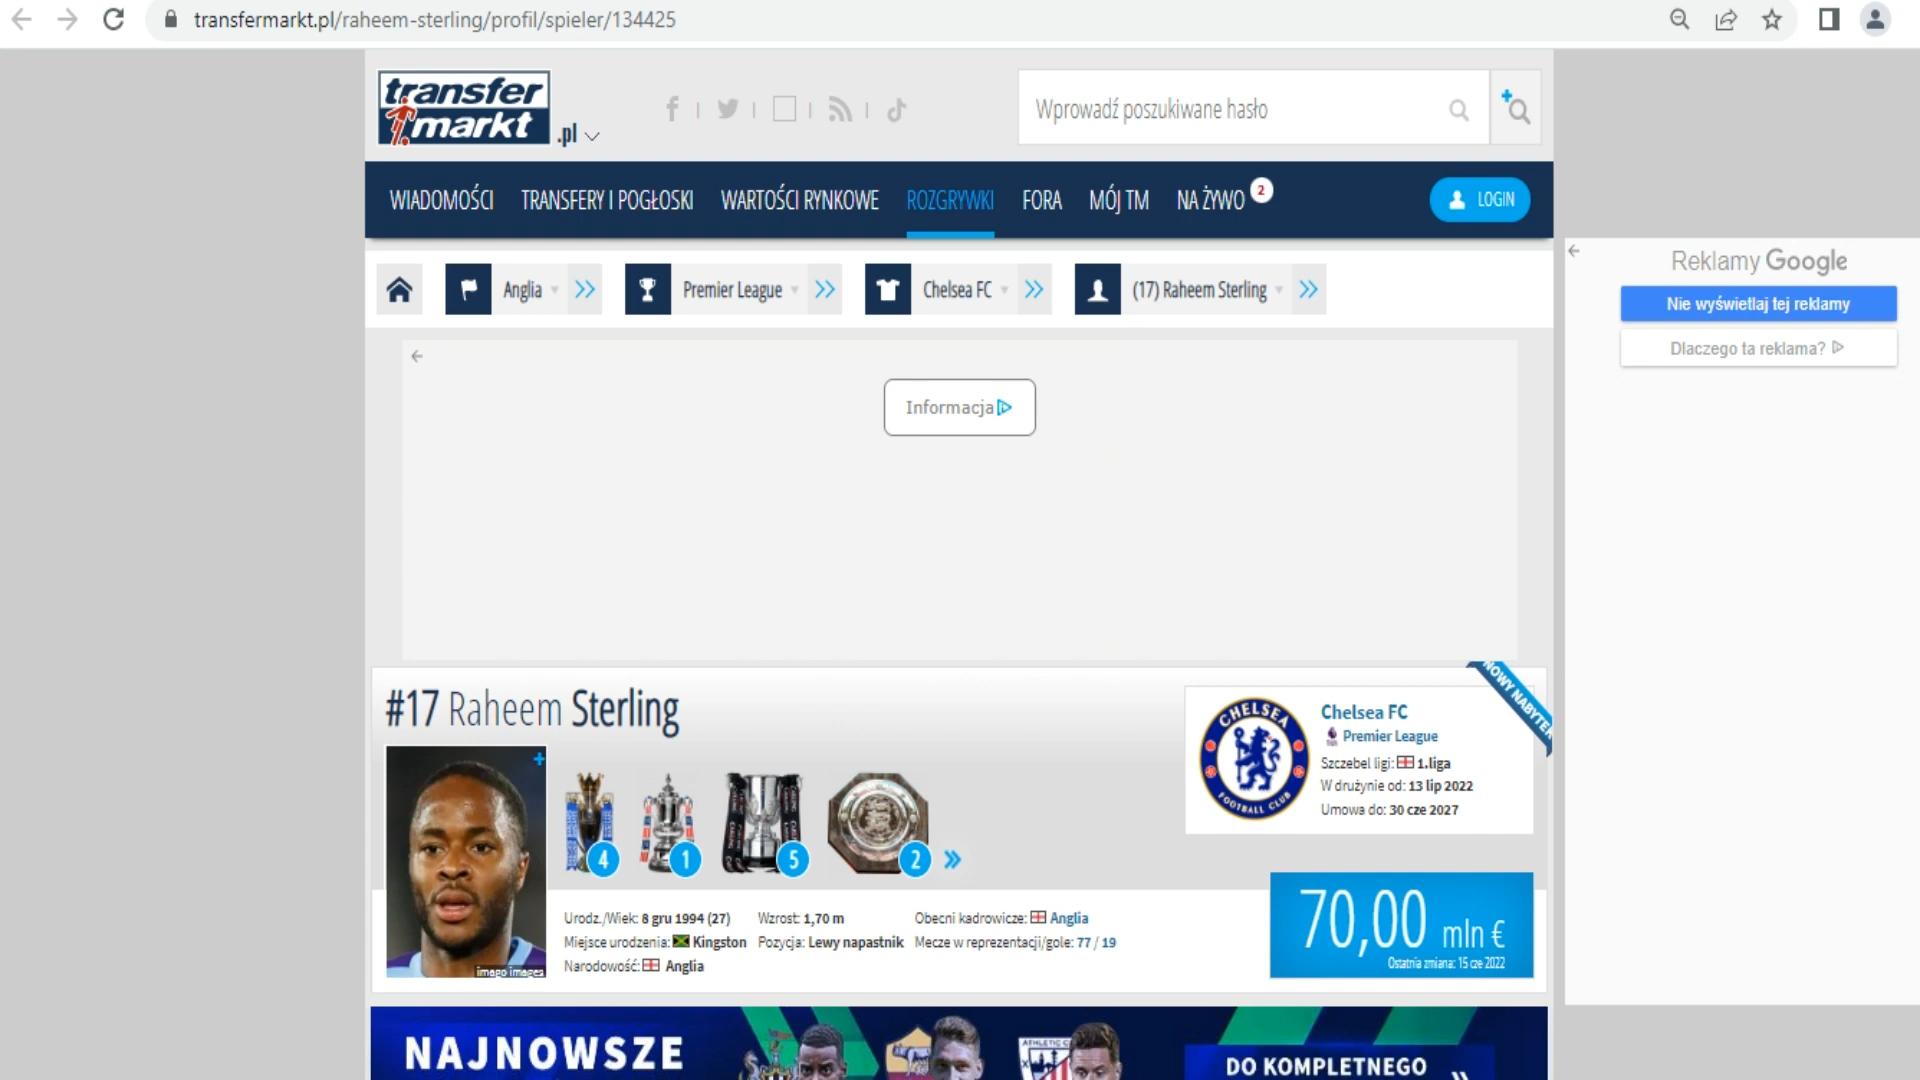 transfermarkt.pl/raheem-sterling/profil/spieler/134425
transfer
markt
.pl
Wprowadź poszukiwane hasło
WIADOMOŚCI TRANSFERY I POGŁOSKI WARTOŚCI RYNKOWE ROZGRYWKI FORA MÓJ TM NA ŻYWO 2 LOGIN
Anglia Premier League Chelsea FC (17) Raheem Sterling
Reklamy Google
Nie wyświetlaj tej reklamy
Dlaczego ta reklama?
Informacja
#17 Raheem Sterling
4 1 5 2
imago images
Urodz./Wiek: 8 gru 1994 (27)
Miejsce urodzenia: Kingston
Narodowość: Anglia
Wzrost: 1,70 m
Pozycja: Lewy napastnik
Obecni kadrowicze: Anglia
Mecze w reprezentacji/gole: 77 / 19
NOWY NABYTEK
CHELSEA
FOOTBALL CLUB
Chelsea FC
Premier League
Szczebel ligi: 1.liga
W drużynie od: 13 lip 2022
Umowa do: 30 cze 2027
70,00 mln €
Ostatnia zmiana: 15 cze 2022
NAJNOWSZE
ATHLETIC C
DO KOMPLETNEGO